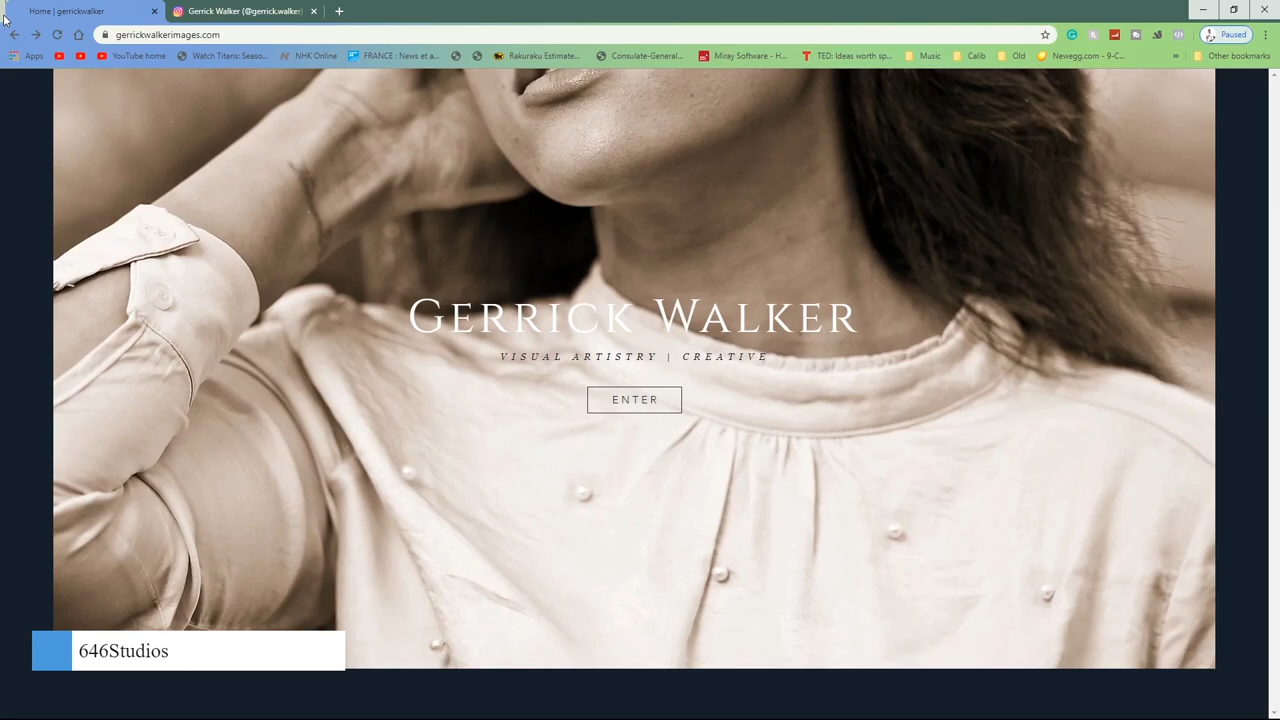 Home | gerrickwalker
Gerrick Walker (@gerrick.walker)
gerrickwalkerimages.com
Paused
Apps
YouTube home
Watch Titans: Seaso...
NHK Online
FRANCE : News et a...
Rakuraku Estimate...
Consulate-General...
Miray Software - H...
TED: Ideas worth sp...
Music
Calib
Old
Newegg.com - 9-C...
»
Other bookmarks
GERRICK WALKER
VISUAL ARTISTRY | CREATIVE
ENTER
646Studios